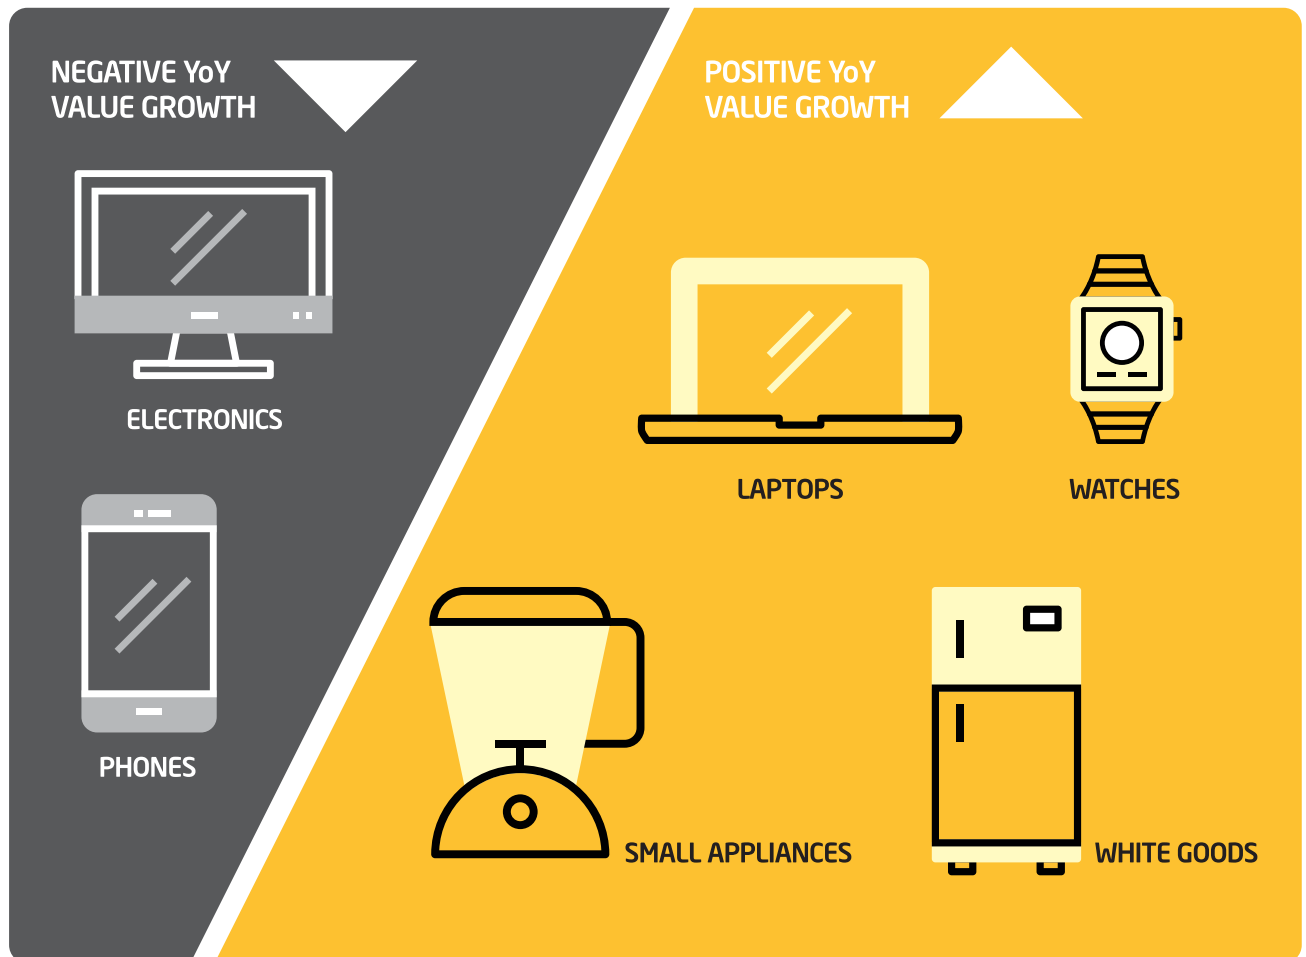 NEGATIVE YoY
VALUE GROWTH
ELECTRONICS
PHONES
POSITIVE YoY
VALUE GROWTH
LAPTOPS
WATCHES
SMALL APPLIANCES
WHITE GOODS